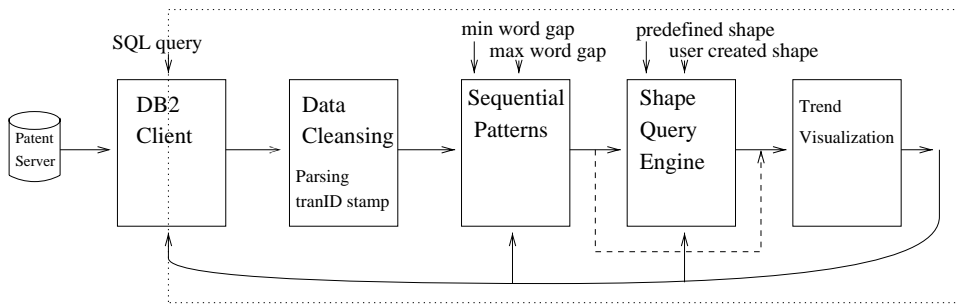 SQL query
min word gap
max word gap
predefined shape
user created shape
Patent
Server
DB2
Client
Data
Cleansing
Parsing
tranID stamp
Sequential
Patterns
Shape
Query
Engine
Trend
Visualization